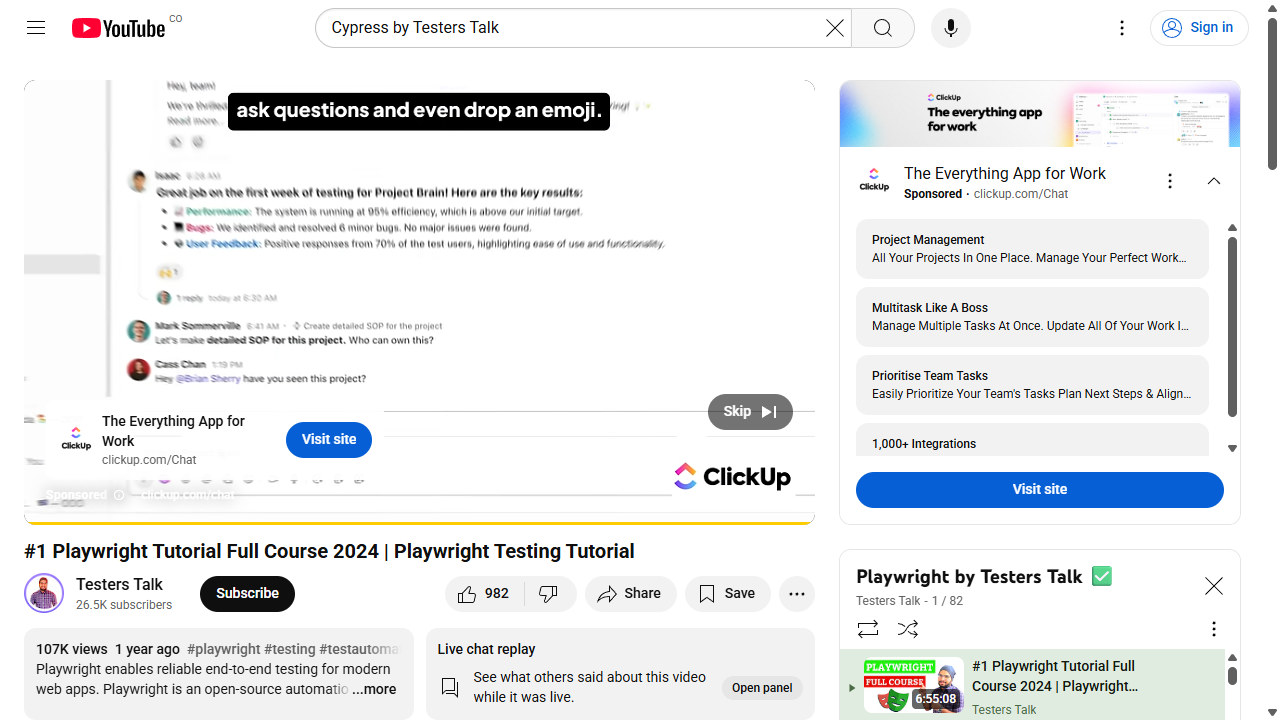 YouTube CO
Cypress by Testers Talk
Sign in
Hey, team!
We're thrilled
Read more...
ask questions and even drop an emoji.
Isaac 6:28 AM
Great job on the first week of testing for Project Brain! Here are the key results:
Performance: The system is running at 95% efficiency, which is above our initial target.
Bugs: We identified and resolved 6 minor bugs. No major issues were found.
User Feedback: Positive responses from 70% of the test users, highlighting ease of use and functionality.
1
1 reply today at 6:30 AM
Mark Sommerville 6:41 AM · Create detailed SOP for the project
Let's make detailed SOP for this project. Who can own this?
Cass Chan 1:19 PM
Hey @Brian Sherry have you seen this project?
Skip
ClickUp
The Everything App for
Work
clickup.com/Chat
Visit site
Sponsored
clickup.com/chat
ClickUp
#1 Playwright Tutorial Full Course 2024 | Playwright Testing Tutorial
Testers Talk
26.5K subscribers
Subscribe
982
Share
Save
107K views 1 year ago #playwright #testing #testautoma
Playwright enables reliable end-to-end testing for modern
web apps. Playwright is an open-source automatio ...more
Live chat replay
See what others said about this video
while it was live.
Open panel
ClickUp
The everything app
for work
ClickUp
The Everything App for Work
Sponsored · clickup.com/Chat
Project Management
All Your Projects In One Place. Manage Your Perfect Work…
Multitask Like A Boss
Manage Multiple Tasks At Once. Update All Of Your Work I…
Prioritise Team Tasks
Easily Prioritize Your Team's Tasks Plan Next Steps & Align…
1,000+ Integrations
Visit site
Playwright by Testers Talk ✅
Testers Talk - 1 / 82
PLAYWRIGHT
FULL COURSE
6:55:08
#1 Playwright Tutorial Full
Course 2024 | Playwright…
Testers Talk